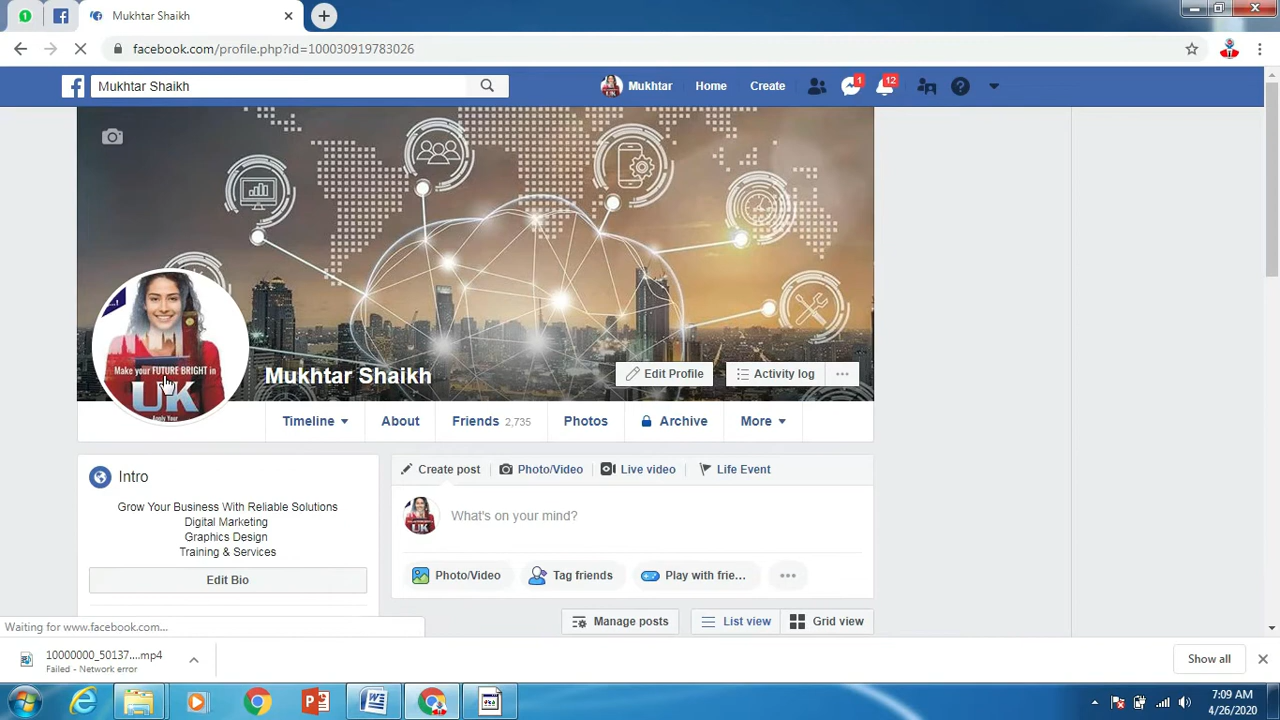 Mukhtar Shaikh
facebook.com/profile.php?id=100030919783026
Mukhtar Shaikh
Mukhtar
Home
Create
1
12
Make your FUTURE BRIGHT in
UK
Apply Your
Mukhtar Shaikh
Edit Profile
Activity log
Timeline
About
Friends 2,735
Photos
Archive
More
Intro
Grow Your Business With Reliable Solutions
Digital Marketing
Graphics Design
Training & Services
Edit Bio
Create post
Photo/Video
Live video
Life Event
UK
What's on your mind?
Photo/Video
Tag friends
Play with frie...
Manage posts
List view
Grid view
Waiting for www.facebook.com...
10000000_50137....mp4
Failed - Network error
Show all
7:09 AM
4/26/2020